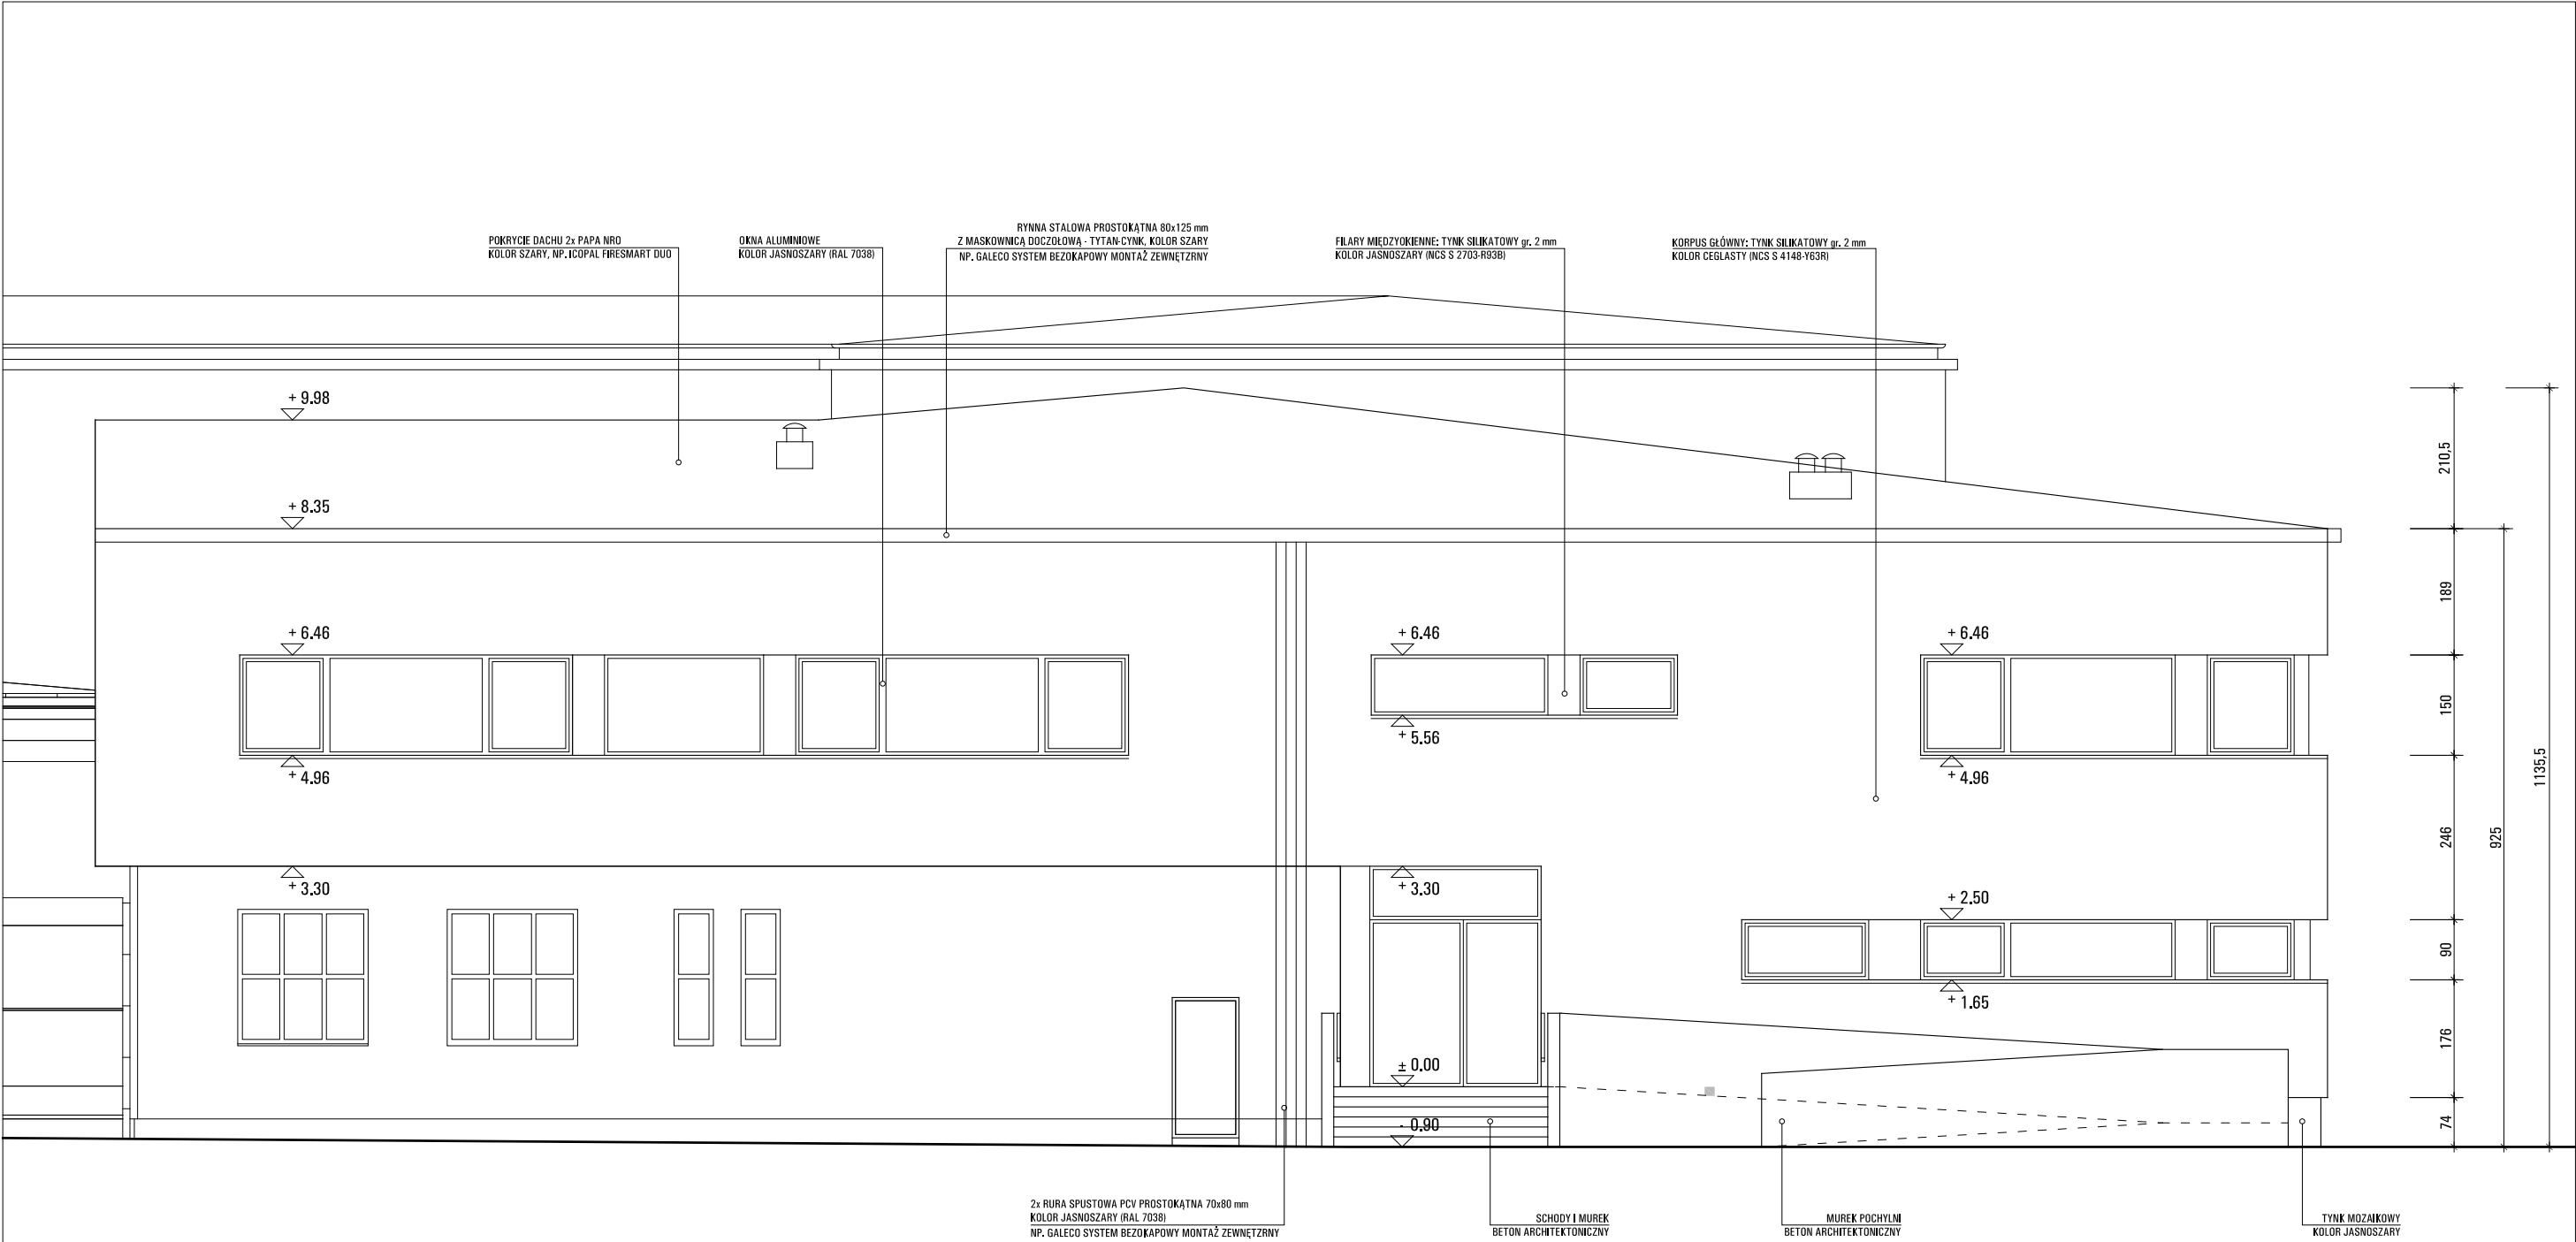 RYNNA STALOWA PROSTOKĄTNA 80x125 mm
Z MASKOWNICĄ DOCZOŁOWĄ - TYTAN-CYNK, KOLOR SZARY
NP. GALECO SYSTEM BEZOKAPOWY MONTAŻ ZEWNĘTZRNY
POKRYCIE DACHU 2x PAPA NRO
KOLOR SZARY, NP. ICOPAL FIRESMART DUO
OKNA ALUMINIOWE
KOLOR JASNOSZARY (RAL 7038)
FILARY MIĘDZYOKIENNE: TYNK SILIKATOWY gr. 2 mm
KOLOR JASNOSZARY (NCS S 2703-R93B)
KORPUS GŁÓWNY: TYNK SILIKATOWY gr. 2 mm
KOLOR CEGLASTY (NCS S 4148-Y63R)
+ 9.98
+ 8.35
+ 6.46
+ 6.46
+ 6.46
+ 5.56
+ 4.96
+ 4.96
+ 3.30
+ 3.30
+ 2.50
+ 1.65
± 0.00
- 0.90
210,5
189
150
246
90
176
74
925
1135,5
2x RURA SPUSTOWA PCV PROSTOKĄTNA 70x80 mm
KOLOR JASNOSZARY (RAL 7038)
NP. GALECO SYSTEM BEZOKAPOWY MONTAŻ ZEWNĘTZRNY
SCHODY I MUREK
BETON ARCHITEKTONICZNY
MUREK POCHYLNI
BETON ARCHITEKTONICZNY
TYNK MOZAIKOWY
KOLOR JASNOSZARY